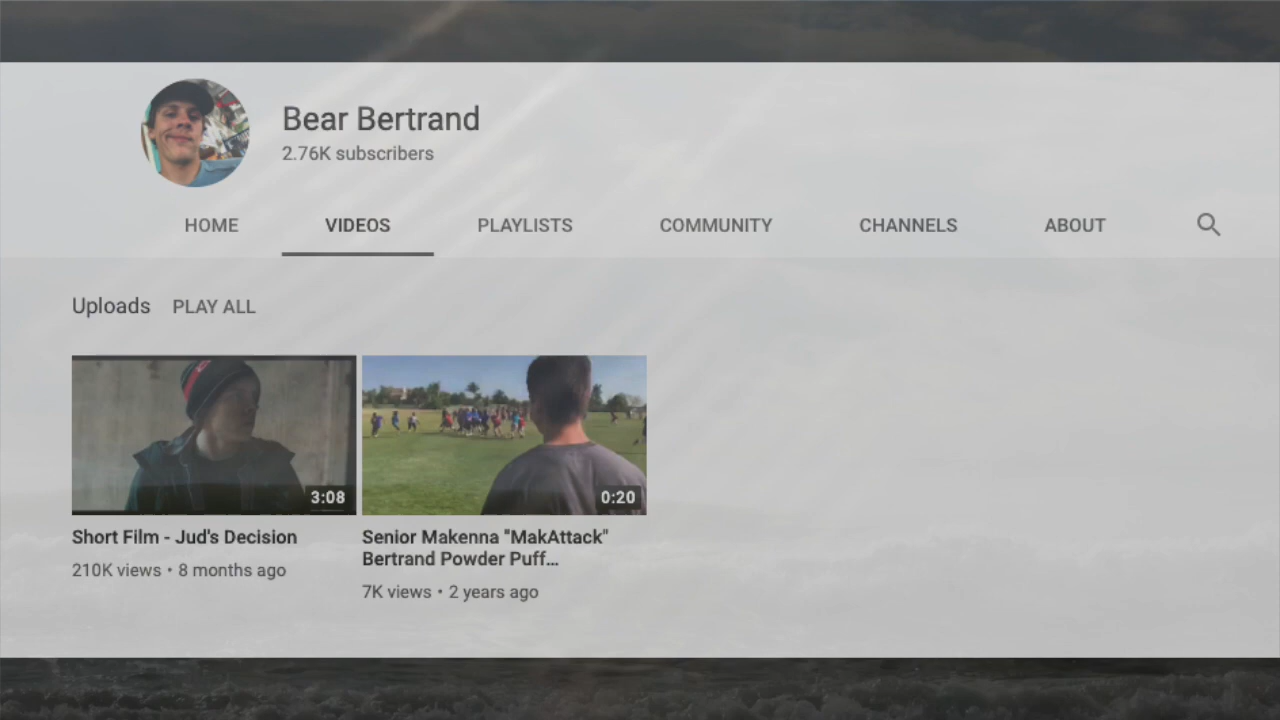 Bear Bertrand
2.76K subscribers
HOME VIDEOS PLAYLISTS COMMUNITY CHANNELS ABOUT
Uploads PLAY ALL
3:08
0:20
Short Film - Jud's Decision
210K views • 8 months ago
Senior Makenna "MakAttack"
Bertrand Powder Puff...
7K views • 2 years ago